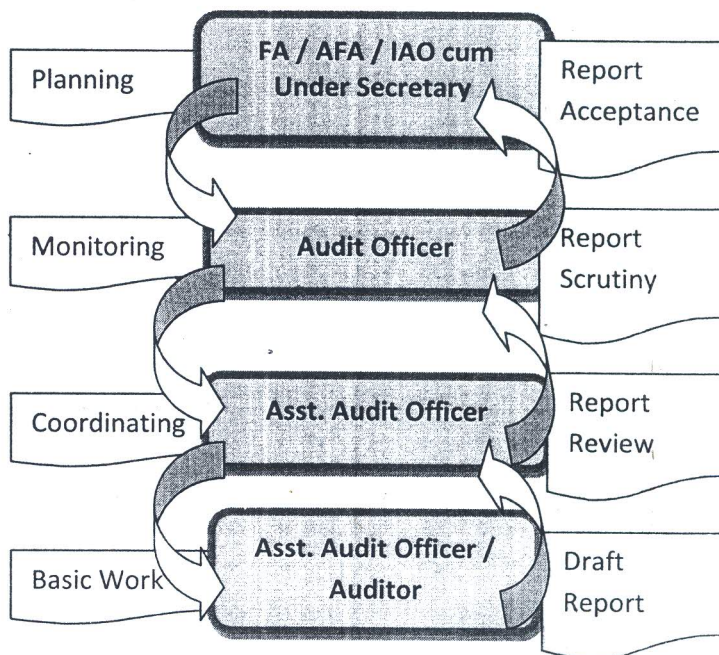 FA / AFA / IAO cum
Under Secretary
Planning
Report
Acceptance
Audit Officer
Monitoring
Report
Scrutiny
Asst. Audit Officer
Coordinating
Report
Review
Asst. Audit Officer /
Auditor
Basic Work
Draft
Report